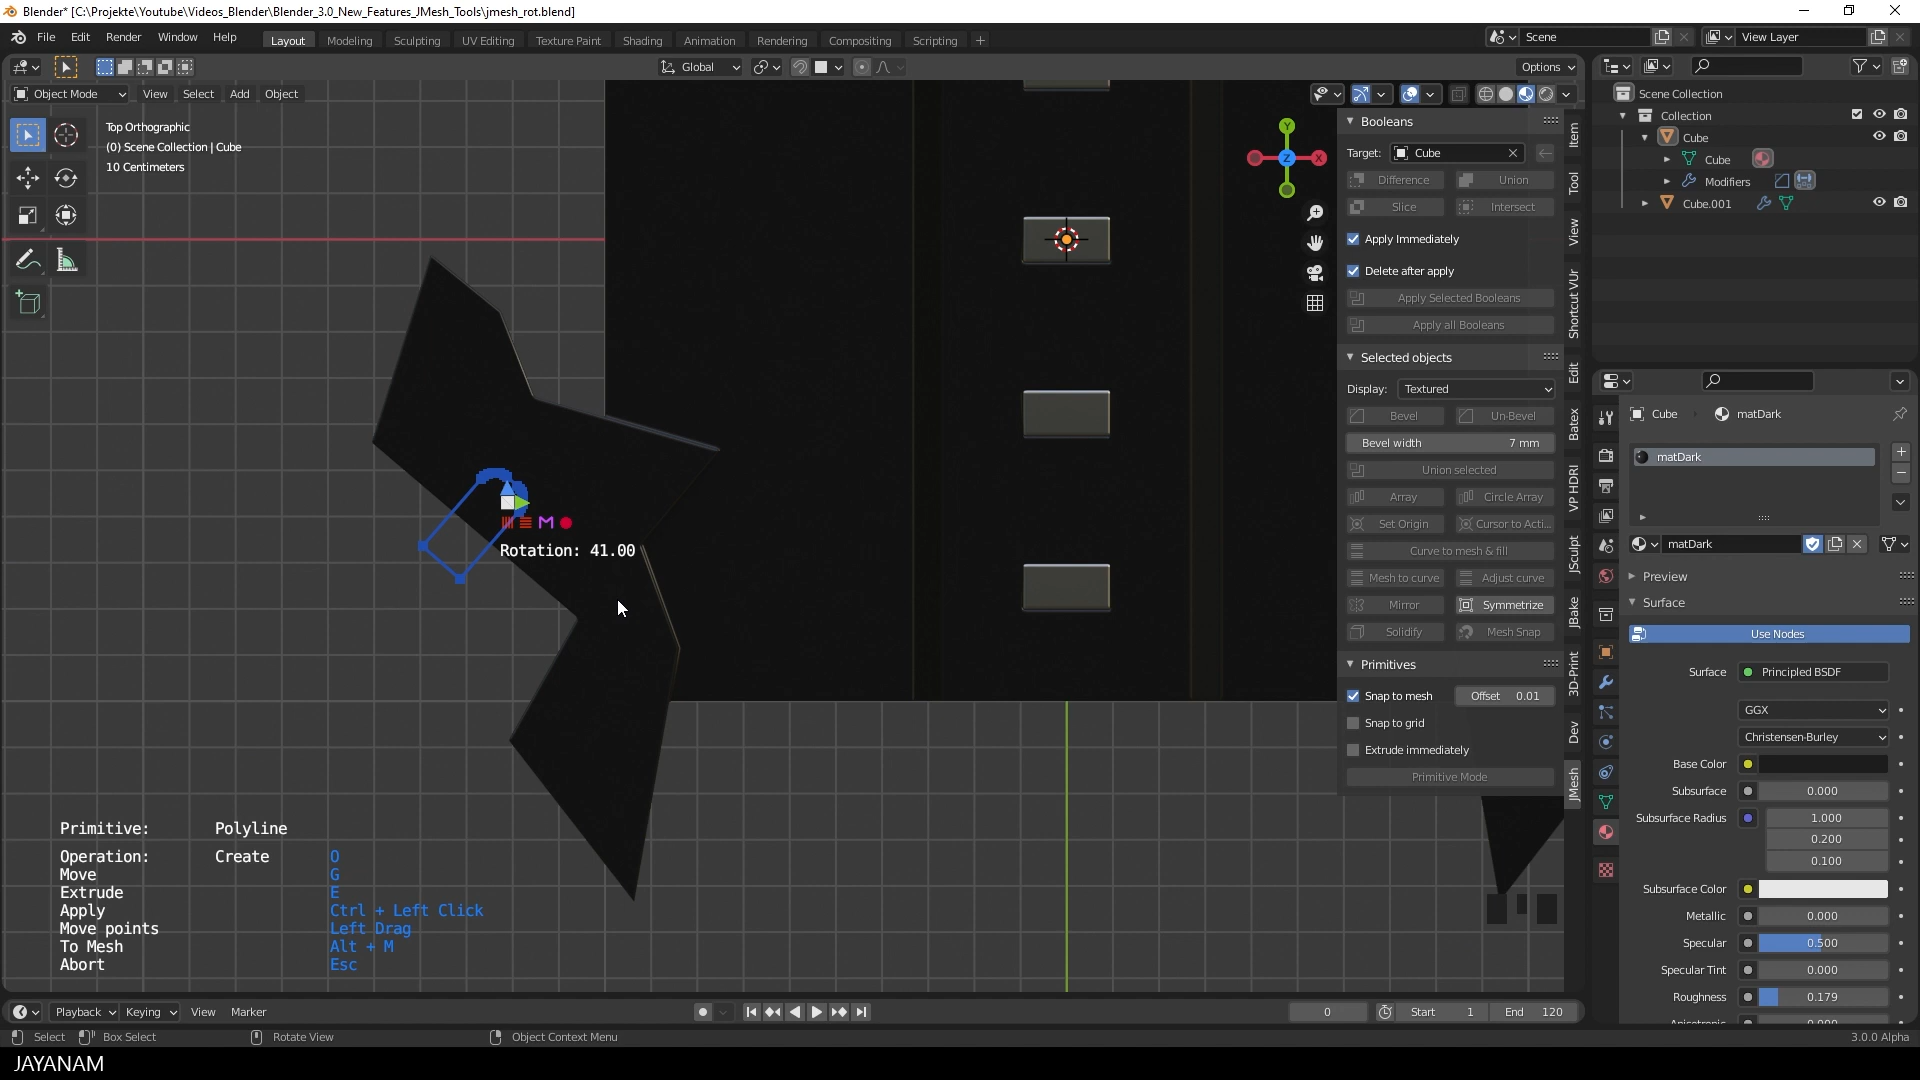 Blender* [C:\Projekte\Youtube\Videos_Blender\Blender_3.0_New_Features_JMesh_Tools\jmesh_rot.blend]
File Edit Render Window Help Layout Modeling Sculpting UV Editing Texture Paint Shading Animation Rendering Compositing Scripting + Scene View Layer
Global Options
Object Mode View Select Add Object
Top Orthographic
(0) Scene Collection | Cube
10 Centimeters
Y
X
Z
Rotation: 41.00
Primitive: Polyline
Operation: Create O
Move G
Extrude E
Apply Ctrl + Left Click
Move points Left Drag
To Mesh Alt + M
Abort Esc
Booleans
Target: Cube
Difference Union
Slice Intersect
Apply Immediately
Delete after apply
Apply Selected Booleans
Apply all Booleans
Selected objects
Display: Textured
Bevel Un-Bevel
Bevel width 7 mm
Union selected
Array Circle Array
Set Origin Cursor to Acti...
Curve to mesh & fill
Mesh to curve Adjust curve
Mirror Symmetrize
Solidify Mesh Snap
Primitives
Snap to mesh Offset 0.01
Snap to grid
Extrude immediately
Primitive Mode
Item
Tool
View
Shortcut VUr
Edit
Batex
VP HDRI
JSculpt
JBake
3D-Print
Dev
JMesh
Scene Collection
Collection
Cube
Cube
Modifiers
Cube.001
Cube matDark
matDark
matDark
Preview
Surface
Use Nodes
Surface Principled BSDF
GGX
Christensen-Burley
Base Color
Subsurface 0.000
Subsurface Radius 1.000
0.200
0.100
Subsurface Color
Metallic 0.000
Specular 0.500
Specular Tint 0.000
Roughness 0.179
Playback Keying View Marker 0 Start 1 End 120
Select Box Select Rotate View Object Context Menu 3.0.0 Alpha
JAYANAM